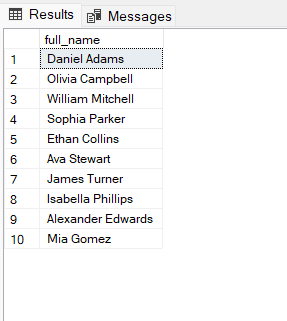 Results Messages
full_name
1 Daniel Adams
2 Olivia Campbell
3 William Mitchell
4 Sophia Parker
5 Ethan Collins
6 Ava Stewart
7 James Turner
8 Isabella Phillips
9 Alexander Edwards
10 Mia Gomez